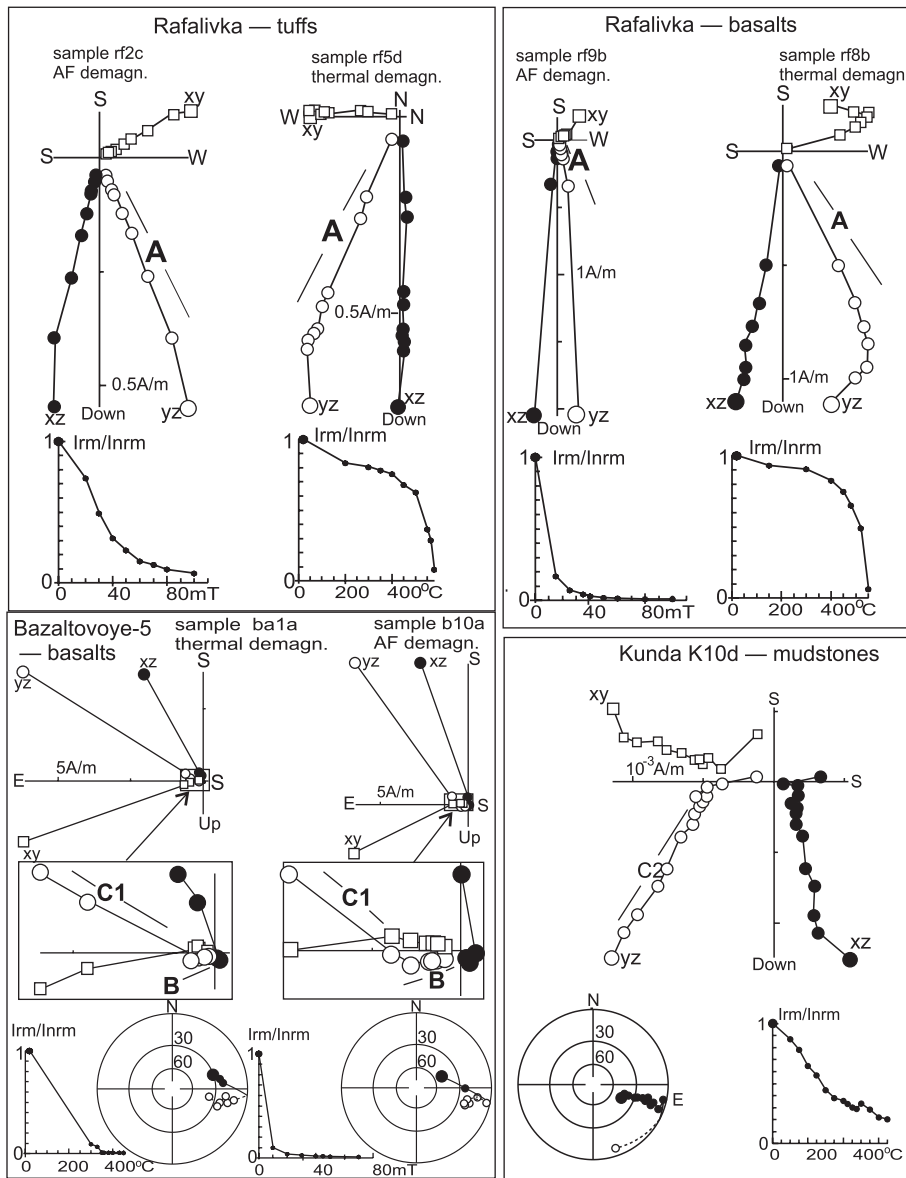 Rafalivka — tuffs
sample rf2c
AF demagn.
S
xy
S
W
A
0.5A/m
xz
Down
yz
1
Irm/Inrm
0
40
80mT
sample rf5d
thermal demagn.
N
W
N
xy
A
0.5A/m
yz
xz
Down
1
Irm/Inrm
0
0
200
400°C
Rafalivka — basalts
sample rf9b
AF demagn.
S
xy
S
W
A
1A/m
xz
yz
Down
1
Irm/Inrm
0
0
40
80mT
sample rf8b
thermal demagn
xy
S
S
W
A
1A/m
xz
Down
yz
1
Irm/Inrm
0
0
200
400°C
Bazaltovoye-5
— basalts
sample ba1a
thermal demagn.
yz
xz
S
5A/m
E
S
Up
xy
C1
B
Irm/Inrm
1
0
0
200
400°C
N
30
60
sample b10a
AF demagn.
yz
xz
S
5A/m
E
S
Up
xy
C1
B
Irm/Inrm
1
0
0
40
80mT
30
60
Kunda K10d — mudstones
xy
S
10-3A/m
S
C2
yz
xz
Down
N
30
60
E
Irm/Inrm
1
0
0
200
400°C